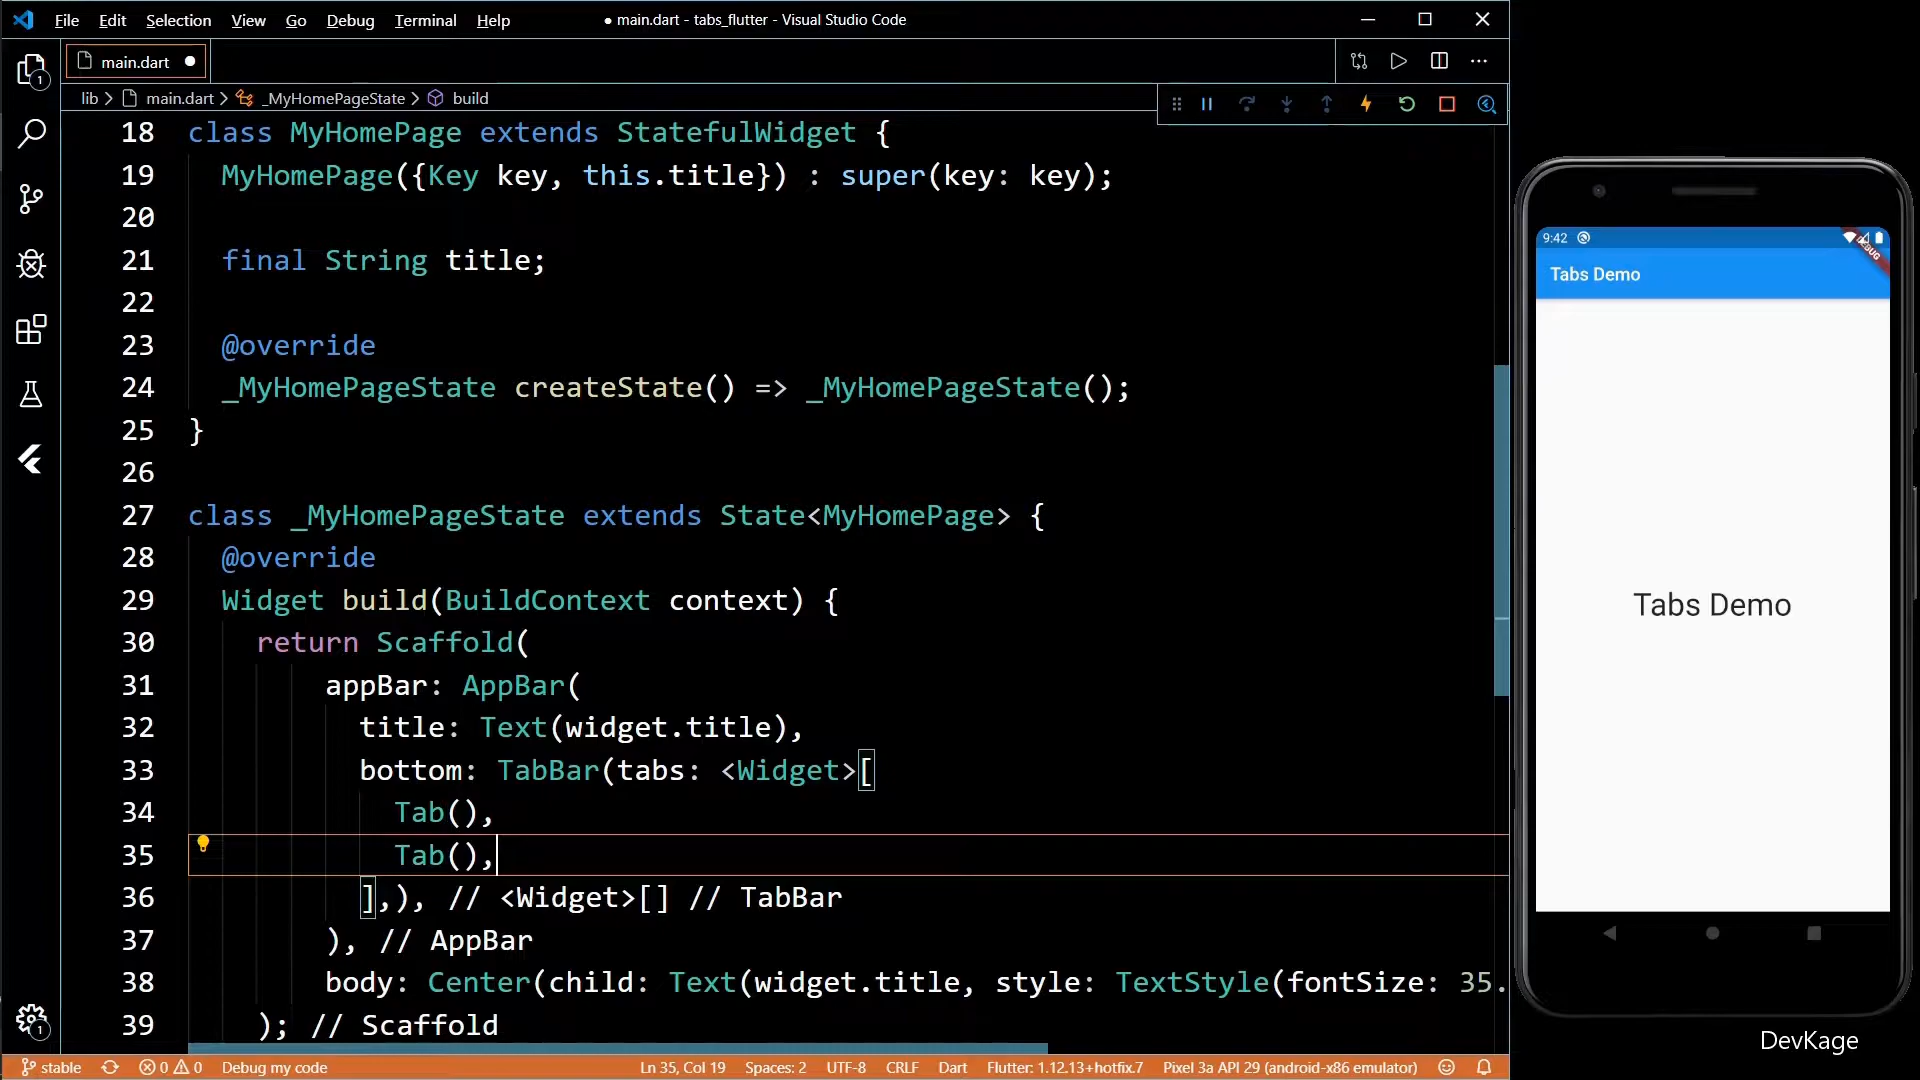 File Edit Selection View Go Debug Terminal Help
● main.dart - tabs_flutter - Visual Studio Code
main.dart ●
lib > main.dart > _MyHomePageState > build
18 class MyHomePage extends StatefulWidget {
19 MyHomePage({Key key, this.title}) : super(key: key);
20
21 final String title;
22
23 @override
24 _MyHomePageState createState() => _MyHomePageState();
25 }
26
27 class _MyHomePageState extends State<MyHomePage> {
28 @override
29 Widget build(BuildContext context) {
30 return Scaffold(
31 appBar: AppBar(
32 title: Text(widget.title),
33 bottom: TabBar(tabs: <Widget>[
34 Tab(),
35 Tab(),
36 ],), // <Widget>[] // TabBar
37 ), // AppBar
38 body: Center(child: Text(widget.title, style: TextStyle(fontSize: 35.
39 ); // Scaffold
1
1
stable 0 0 Debug my code Ln 35, Col 19 Spaces: 2 UTF-8 CRLF Dart Flutter: 1.12.13+hotfix.7 Pixel 3a API 29 (android-x86 emulator)
9:42
DEBUG
Tabs Demo
Tabs Demo
DevKage